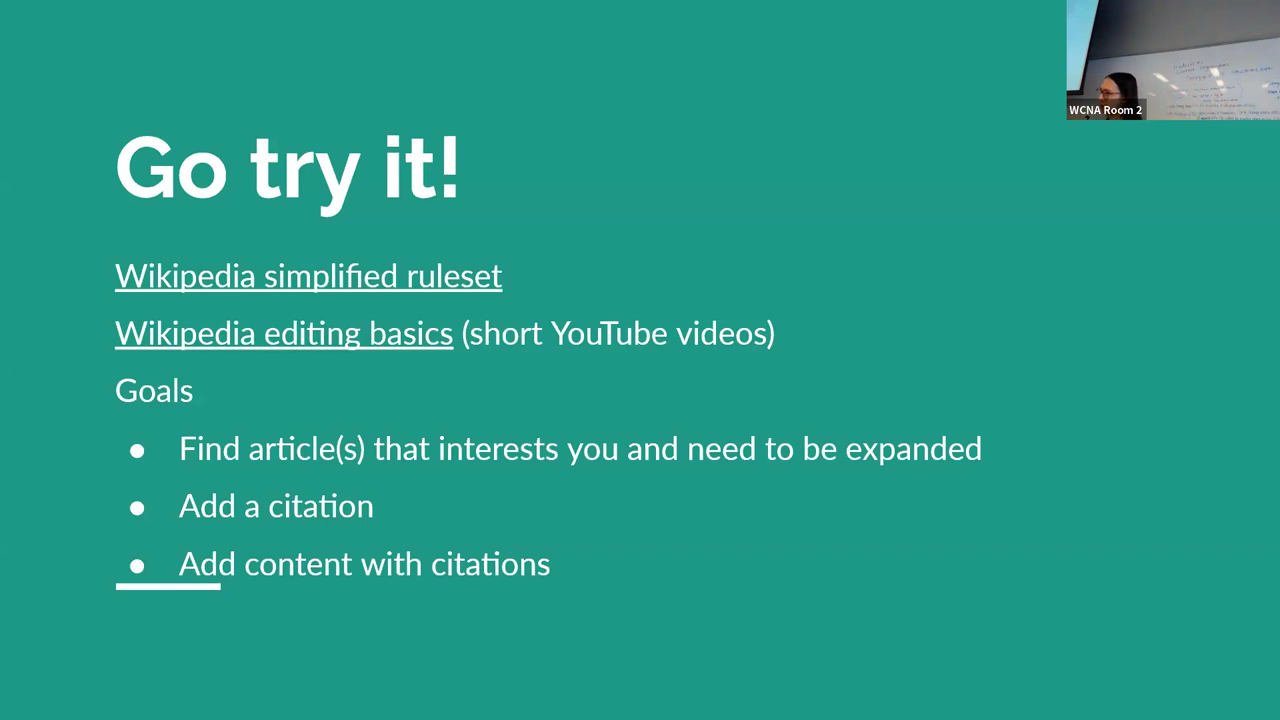 Go try it!
Wikipedia simplified ruleset
Wikipedia editing basics (short YouTube videos)
Goals
● Find article(s) that interests you and need to be expanded
● Add a citation
● Add content with citations
WCNA Room 2